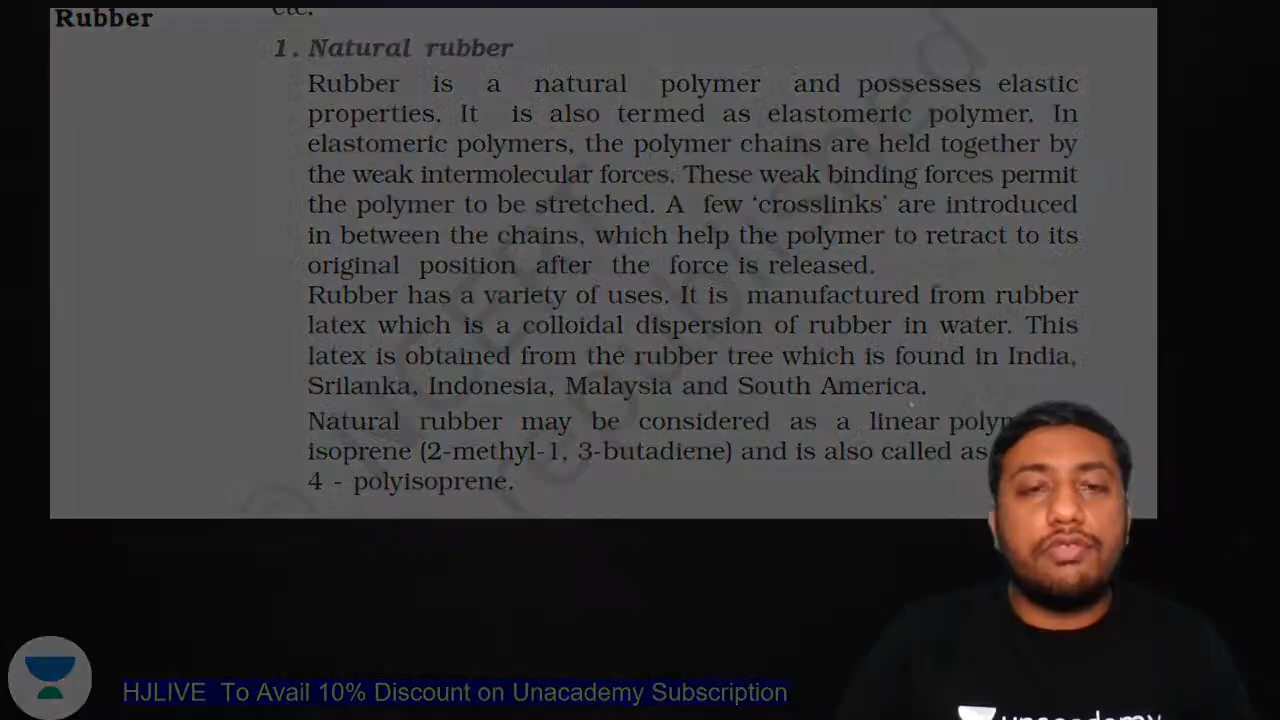 etc.
Rubber
1. Natural rubber
Rubber is a natural polymer and possesses elastic
properties. It is also termed as elastomeric polymer. In
elastomeric polymers, the polymer chains are held together by
the weak intermolecular forces. These weak binding forces permit
the polymer to be stretched. A few ‘crosslinks’ are introduced
in between the chains, which help the polymer to retract to its
original position after the force is released.
Rubber has a variety of uses. It is manufactured from rubber
latex which is a colloidal dispersion of rubber in water. This
latex is obtained from the rubber tree which is found in India,
Srilanka, Indonesia, Malaysia and South America.
Natural rubber may be considered as a linear
isoprene (2-methyl-1, 3-butadiene) and is also called as
4 - polyisoprene.
HJLIVE To Avail 10% Discount on Unacademy Subscription
unacademy